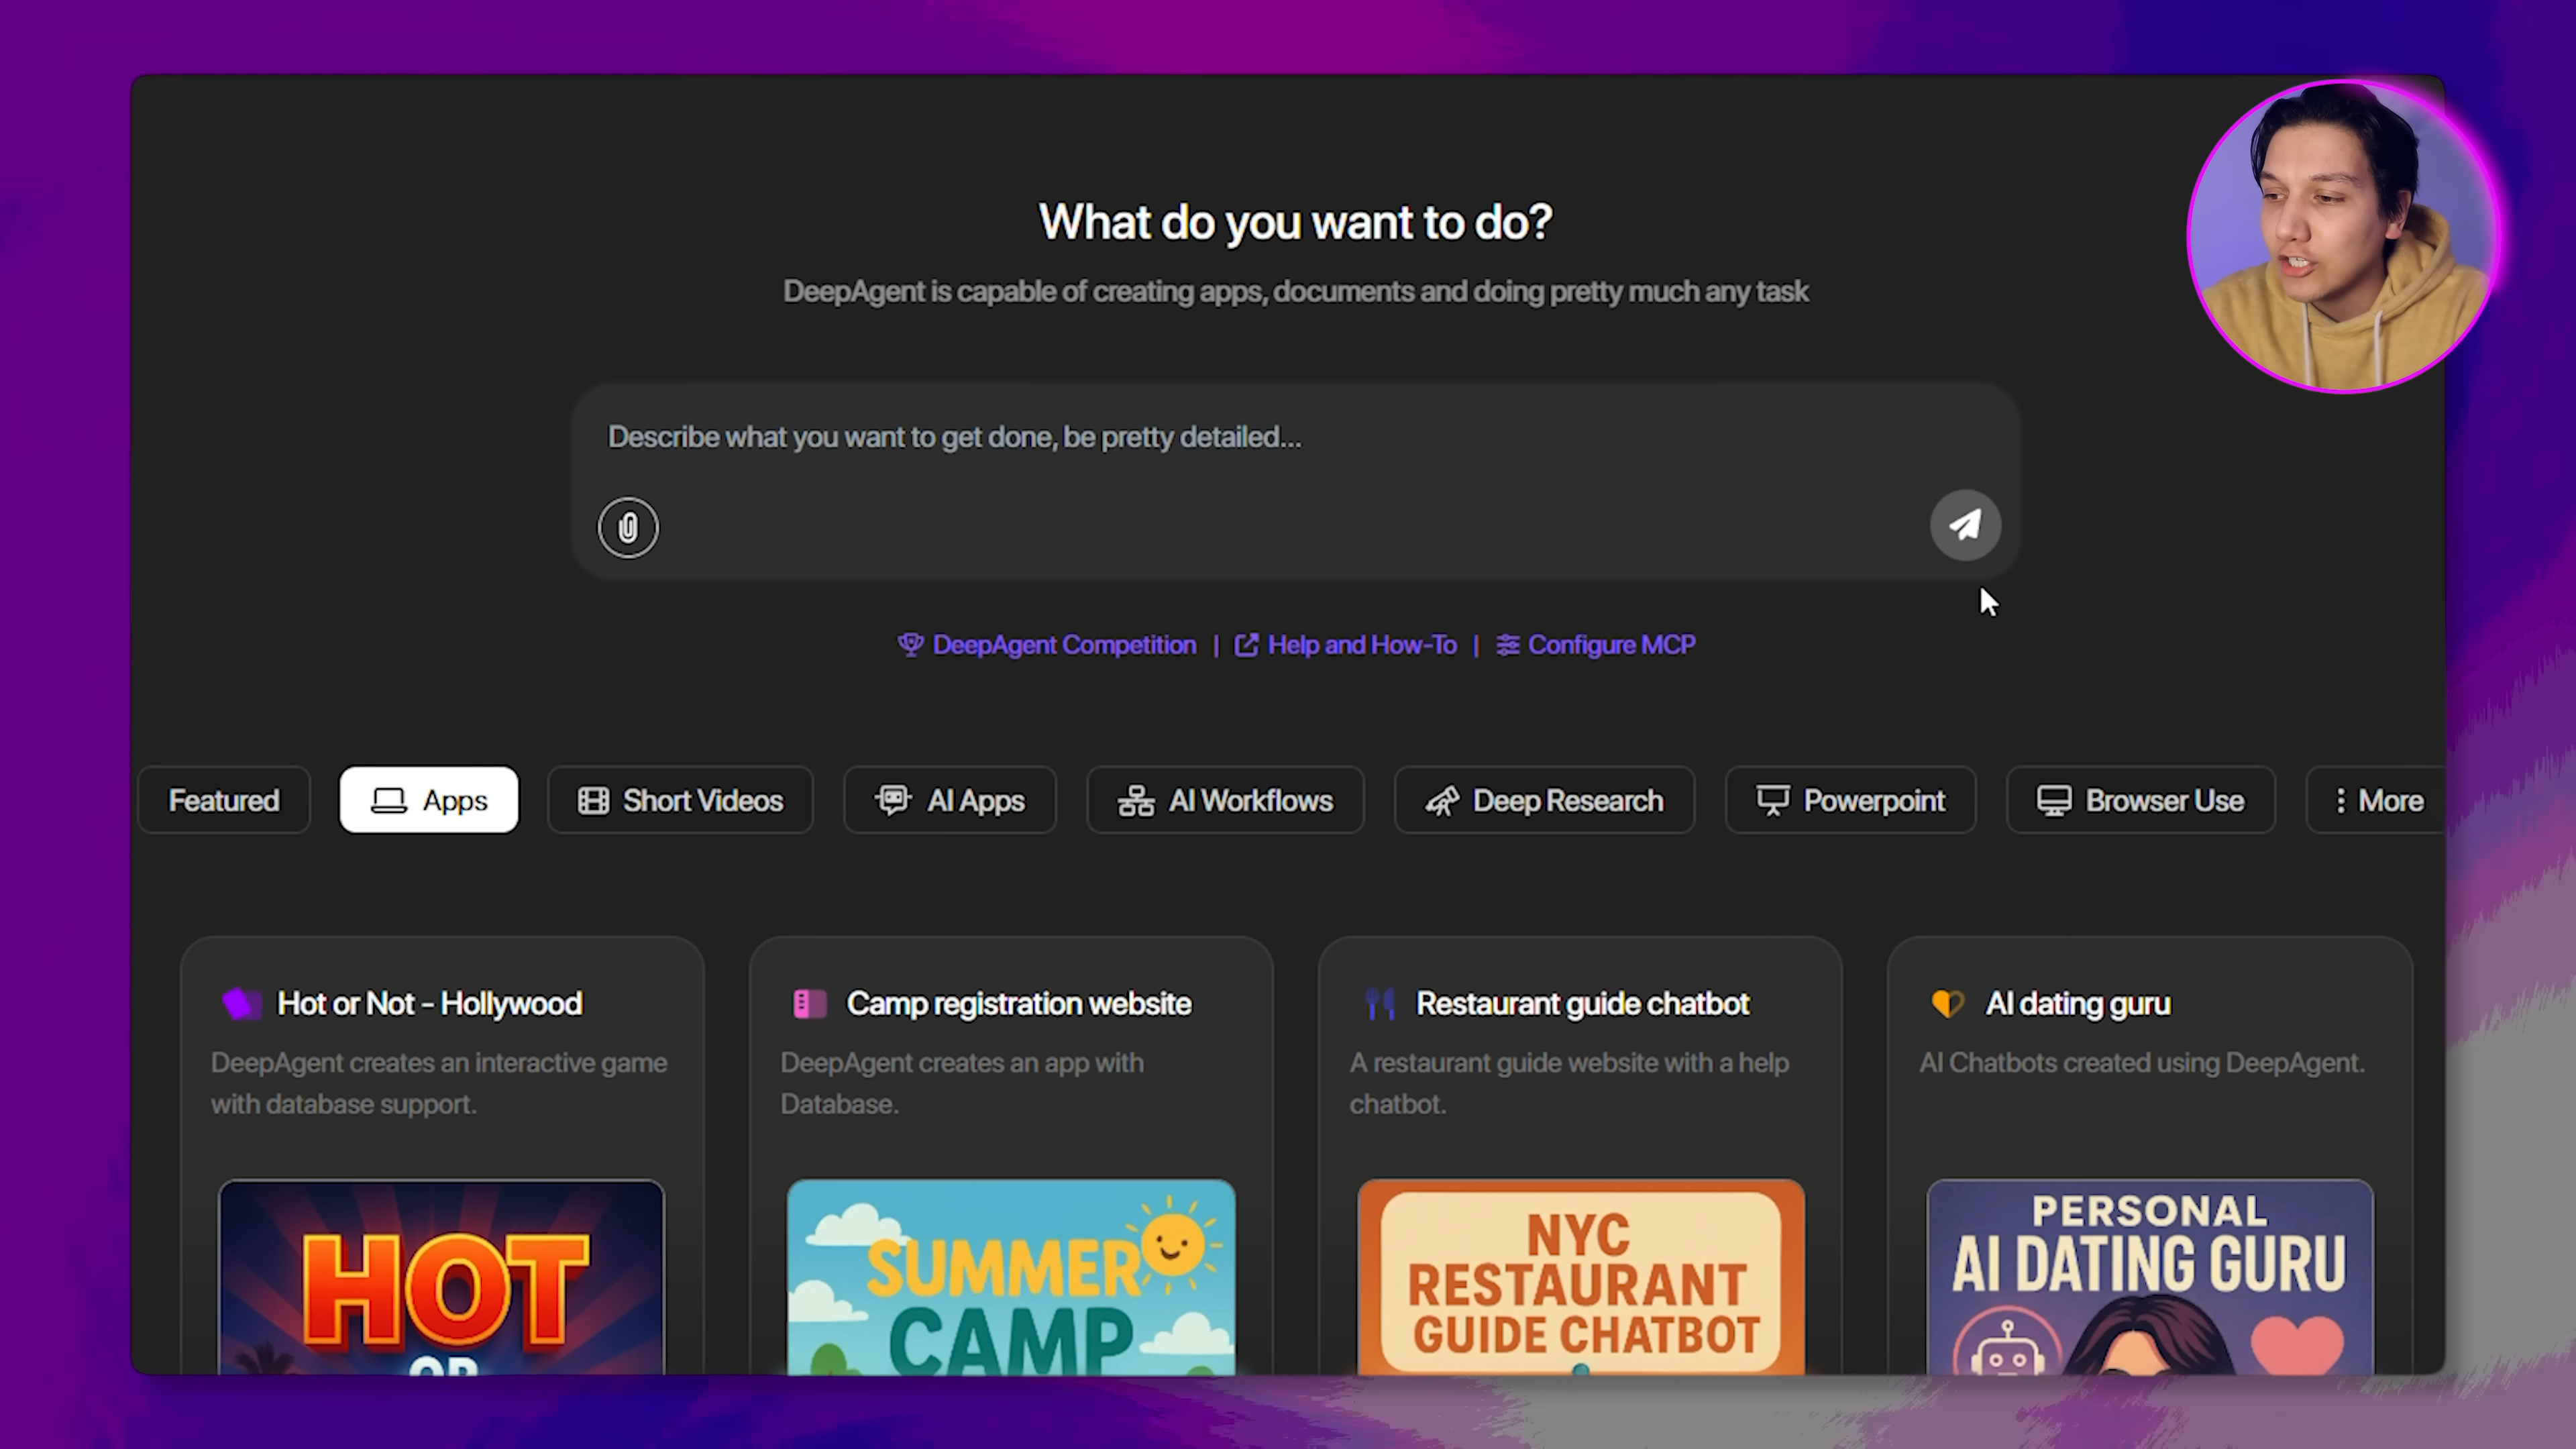 What do you want to do?
DeepAgent is capable of creating apps, documents and doing pretty much any task
Describe what you want to get done, be pretty detailed...
DeepAgent Competition | Help and How-To | Configure MCP
Featured
Apps
Short Videos
AI Apps
AI Workflows
Deep Research
Powerpoint
Browser Use
More
Hot or Not - Hollywood
DeepAgent creates an interactive game
with database support.
HOT
OR
Camp registration website
DeepAgent creates an app with
Database.
SUMMER
CAMP
Restaurant guide chatbot
A restaurant guide website with a help
chatbot.
NYC
RESTAURANT
GUIDE CHATBOT
AI dating guru
AI Chatbots created using DeepAgent.
PERSONAL
AI DATING GURU